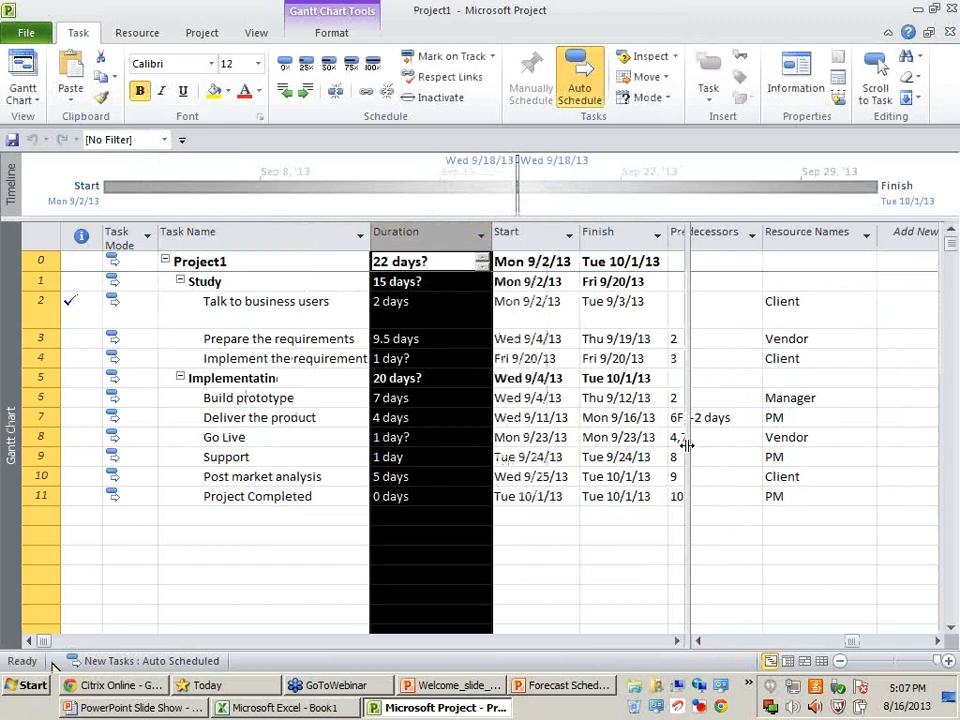 Gantt Chart Tools
Project1 - Microsoft Project
File Task Resource Project View Format
Gantt Chart
View
Paste
Clipboard
Calibri 12
B I U A
Font
0% 25% 50% 75% 100%
Mark on Track
Respect Links
Inactivate
Schedule
Manually Schedule
Auto Schedule
Inspect
Move
Mode
Tasks
Task
Insert
Information
Properties
Scroll to Task
Editing
[No Filter]
Wed 9/18/13 Wed 9/18/13
Timeline
Start
Mon 9/2/13
Sep 8, '13 Sep 22, '13 Sep 29, '13
Finish
Tue 10/1/13
Task Mode Task Name Duration Start Finish Pre decessors Resource Names Add New
0 Project1 22 days? Mon 9/2/13 Tue 10/1/13
1 Study 15 days? Mon 9/2/13 Fri 9/20/13
2 Talk to business users 2 days Mon 9/2/13 Tue 9/3/13 Client
3 Prepare the requirements 9.5 days Wed 9/4/13 Thu 9/19/13 2 Vendor
4 Implement the requirement 1 day? Fri 9/20/13 Fri 9/20/13 3 Client
5 Implementatin 20 days? Wed 9/4/13 Tue 10/1/13
6 Build prototype 7 days Wed 9/4/13 Thu 9/12/13 2 Manager
7 Deliver the product 4 days Wed 9/11/13 Mon 9/16/13 6F -2 days PM
8 Go Live 1 day? Mon 9/23/13 Mon 9/23/13 4,7 Vendor
9 Support 1 day Tue 9/24/13 Tue 9/24/13 8 PM
10 Post market analysis 5 days Wed 9/25/13 Tue 10/1/13 9 Client
11 Project Completed 0 days Tue 10/1/13 Tue 10/1/13 10 PM
Gantt Chart
Ready New Tasks : Auto Scheduled
Start Citrix Online - G... Today GoToWebinar Welcome_slide_... Forecast Sched... 5:07 PM
PowerPoint Slide Show - ... Microsoft Excel - Book1 Microsoft Project - Pr... 8/16/2013